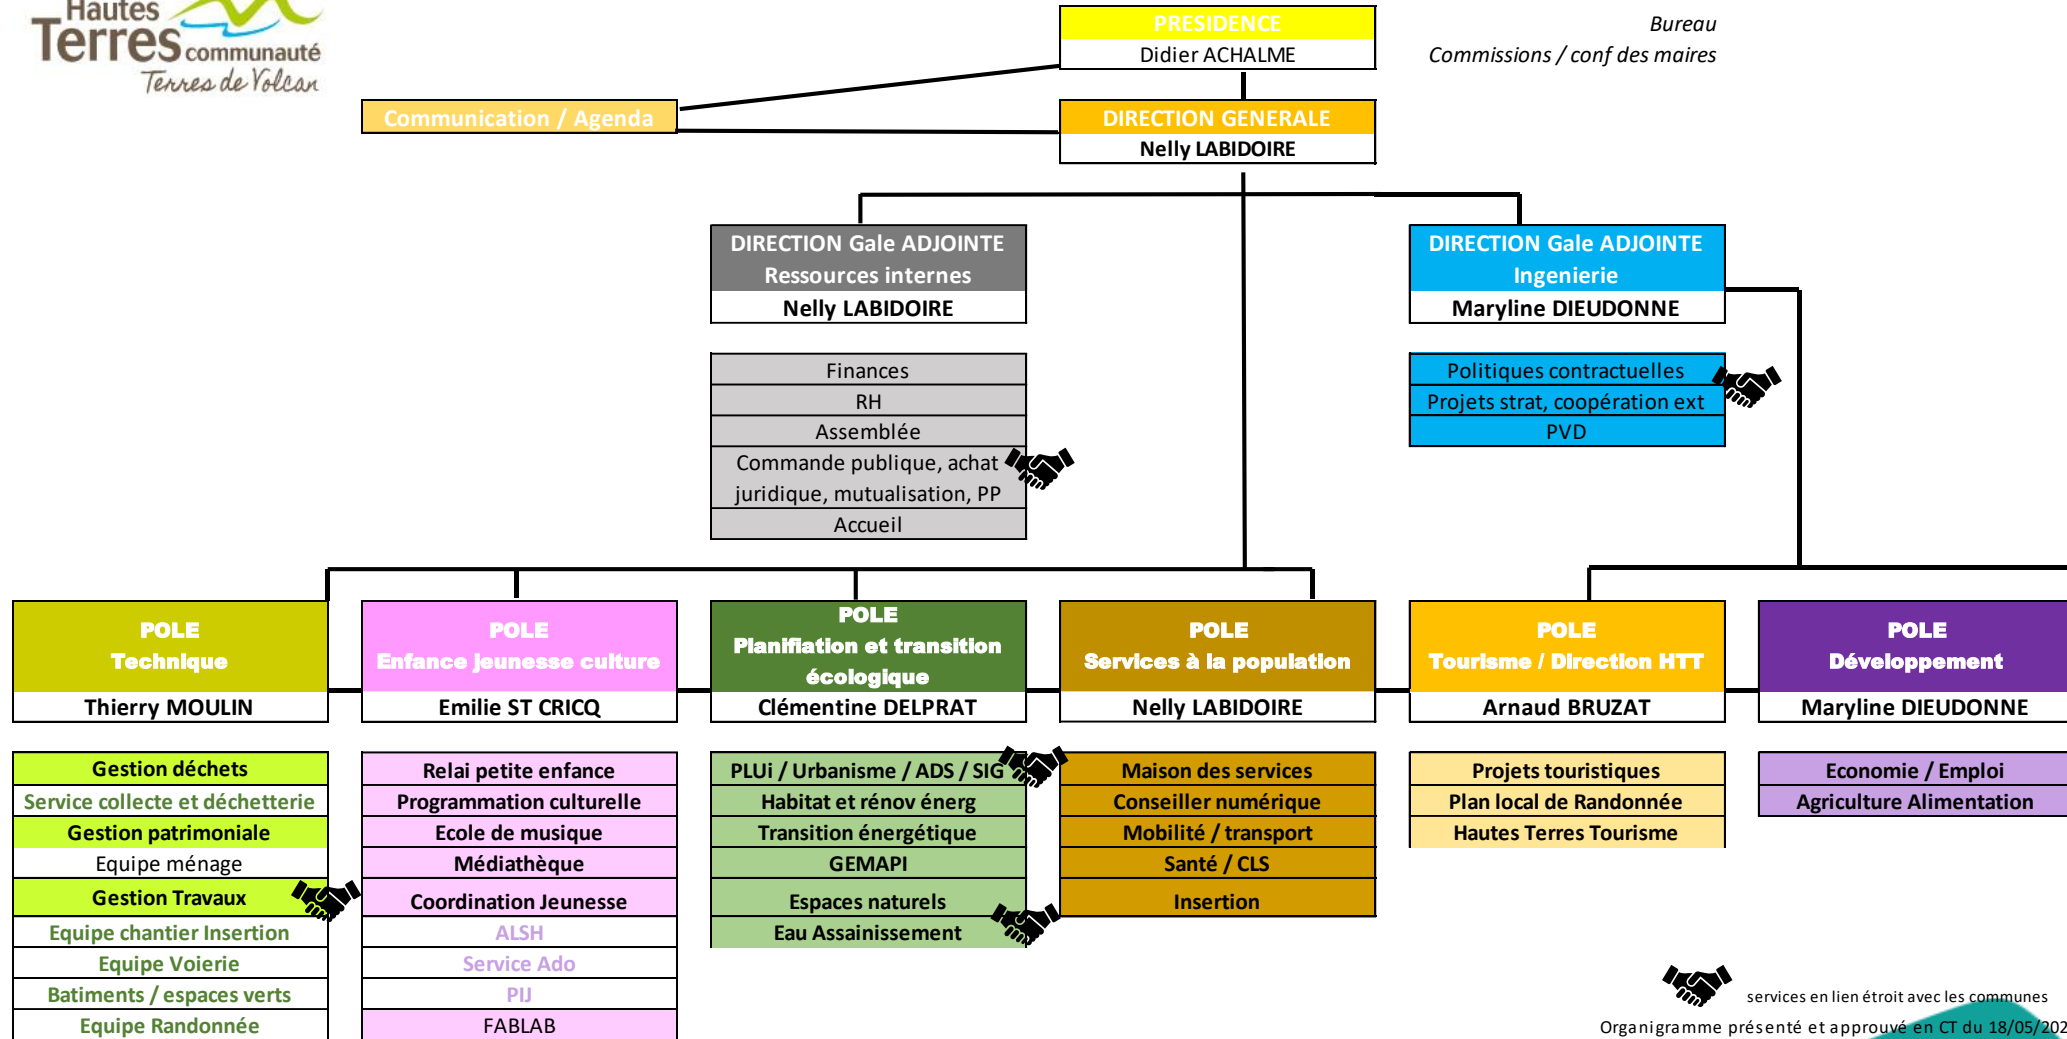 Hautes
Terres communauté
Terres de Volcan
PRESIDENCE
Didier ACHALME
Bureau
Commissions / conf des maires
Communication / Agenda
DIRECTION GENERALE
Nelly LABIDOIRE
DIRECTION Gale ADJOINTE
Ressources internes
Nelly LABIDOIRE
DIRECTION Gale ADJOINTE
Ingenierie
Maryline DIEUDONNE
Finances
RH
Assemblée
Commande publique, achat
juridique, mutualisation, PP
Accueil
Politiques contractuelles
Projets strat, coopération ext
PVD
POLE
Technique
Thierry MOULIN
Gestion déchets
Service collecte et déchetterie
Gestion patrimoniale
Equipe ménage
Gestion Travaux
Equipe chantier Insertion
Equipe Voierie
Batiments / espaces verts
Equipe Randonnée
POLE
Enfance jeunesse culture
Emilie ST CRICQ
Relai petite enfance
Programmation culturelle
Ecole de musique
Médiathèque
Coordination Jeunesse
ALSH
Service Ado
PIJ
FABLAB
POLE
Planifiation et transition
écologique
Clémentine DELPRAT
PLUi / Urbanisme / ADS / SIG
Habitat et rénov énerg
Transition énergétique
GEMAPI
Espaces naturels
Eau Assainissement
POLE
Services à la population
Nelly LABIDOIRE
Maison des services
Conseiller numérique
Mobilité / transport
Santé / CLS
Insertion
POLE
Tourisme / Direction HTT
Arnaud BRUZAT
Projets touristiques
Plan local de Randonnée
Hautes Terres Tourisme
POLE
Développement
Maryline DIEUDONNE
Economie / Emploi
Agriculture Alimentation
services en lien étroit avec les communes
Organigramme présenté et approuvé en CT du 18/05/202